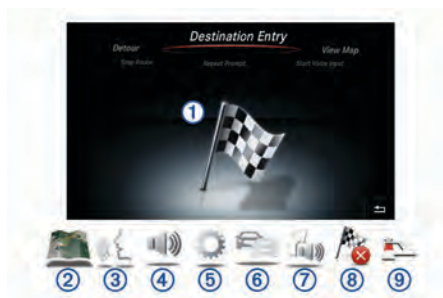 Destination Entry
Detour
View Map
Stop Route
Repeat Prompt
Start Voice Input
1
2 3 4 5 6 7 8 9